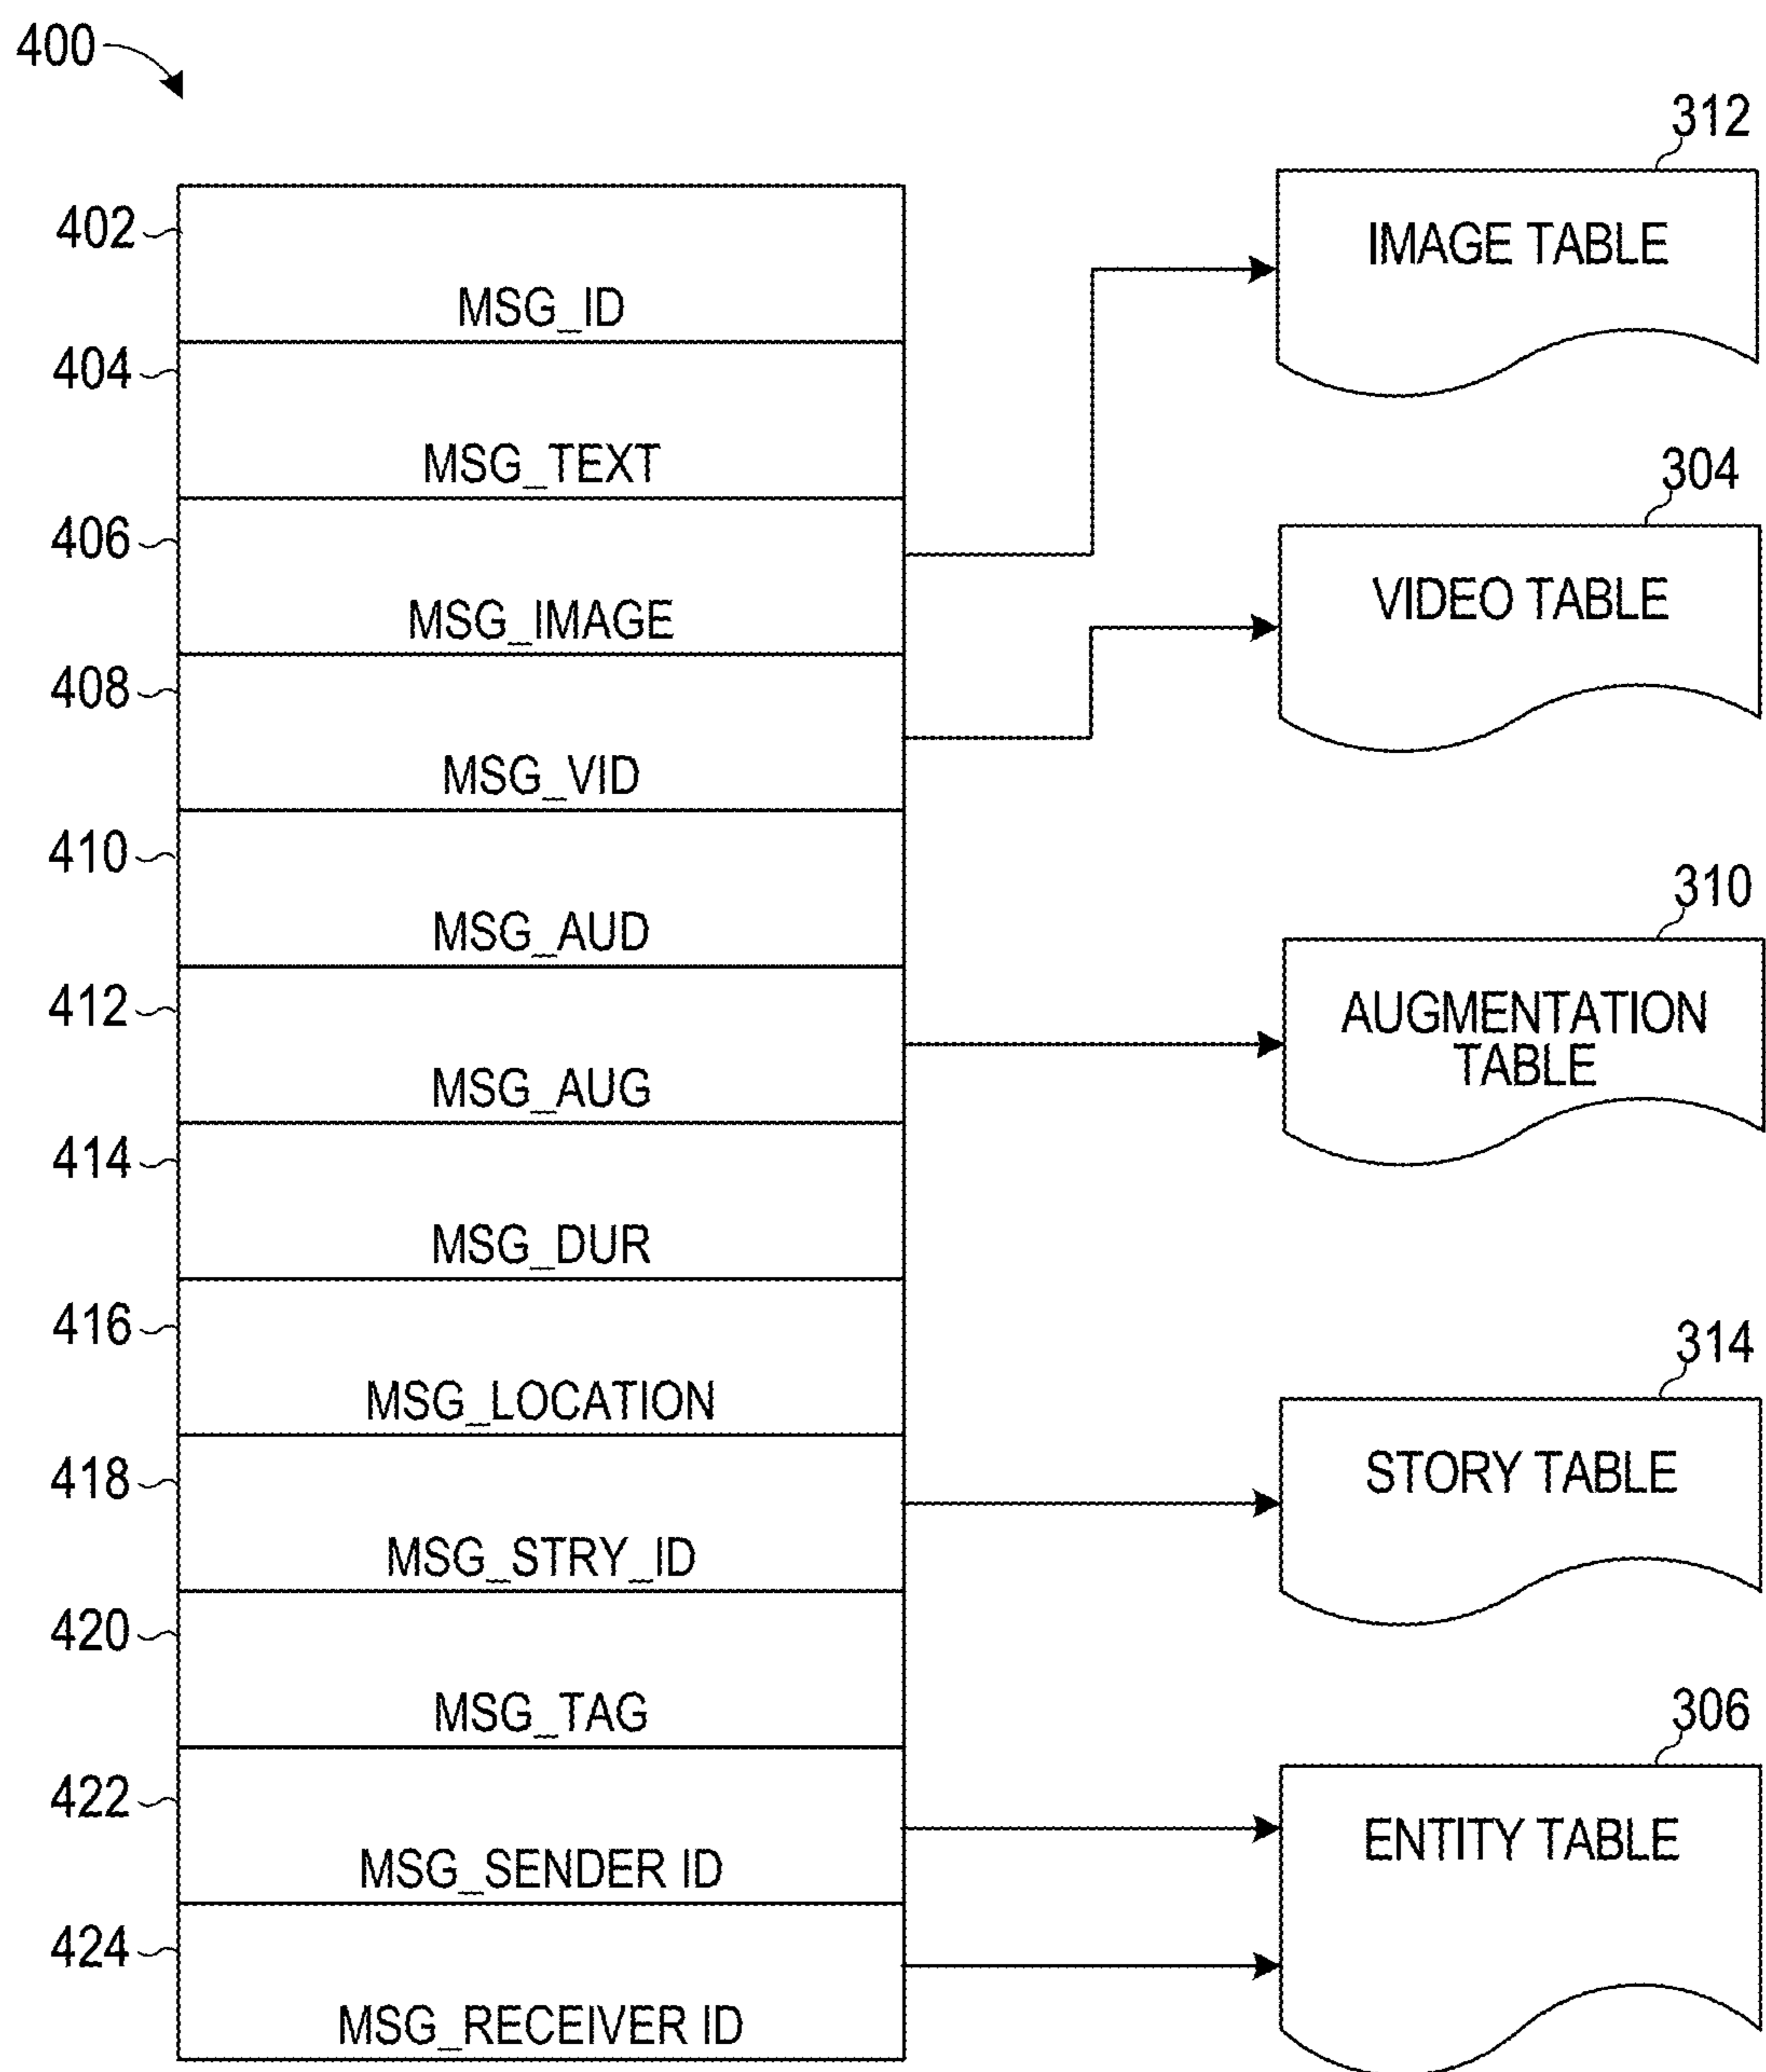 400
312
402
IMAGE TABLE
MSG_ID
404
MSG_TEXT
304
406
VIDEO TABLE
MSG_IMAGE
408
MSG_VID
410
310
MSG_AUD
412
AUGMENTATION
TABLE
MSG_AUG
414
MSG_DUR
416
314
MSG_LOCATION
418
STORY TABLE
MSG_STRY_ID
420
MSG_TAG
306
422
ENTITY TABLE
MSG_SENDER ID
424
MSG_RECEIVER ID